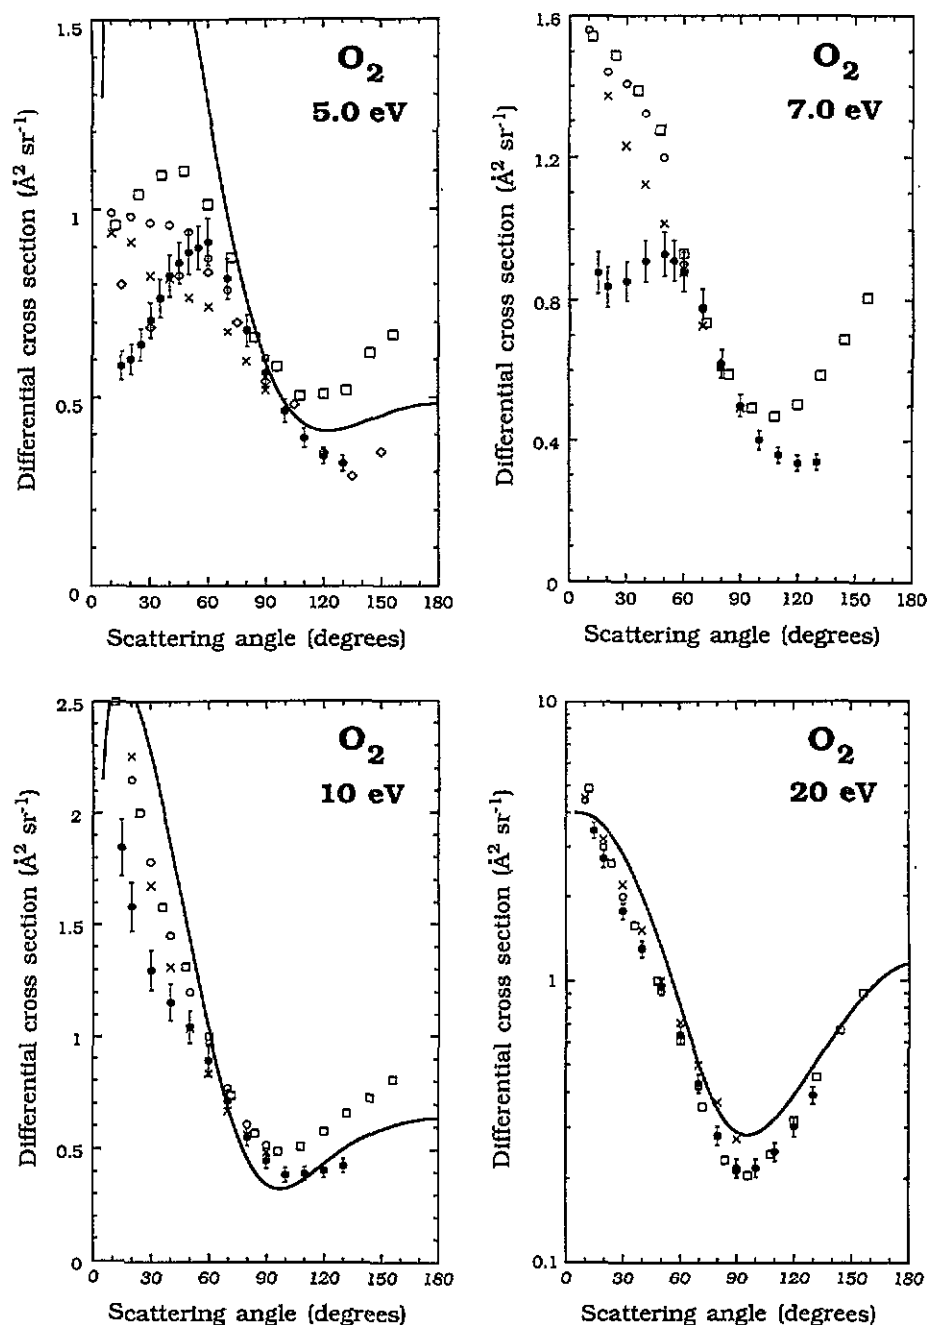 O2
5.0 eV
Differential cross section (Å² sr⁻¹)
1.5
1
0.5
0
0 30 60 90 120 150 180
Scattering angle (degrees)
O2
7.0 eV
Differential cross section (Å² sr⁻¹)
1.6
1.2
0.8
0.4
0
0 30 60 90 120 150 180
Scattering angle (degrees)
O2
10 eV
Differential cross section (Å² sr⁻¹)
2.5
2
1.5
1
0.5
0
0 30 60 90 120 150 180
Scattering angle (degrees)
O2
20 eV
Differential cross section (Å² sr⁻¹)
10
1
0.1
0 30 60 90 120 150 180
Scattering angle (degrees)